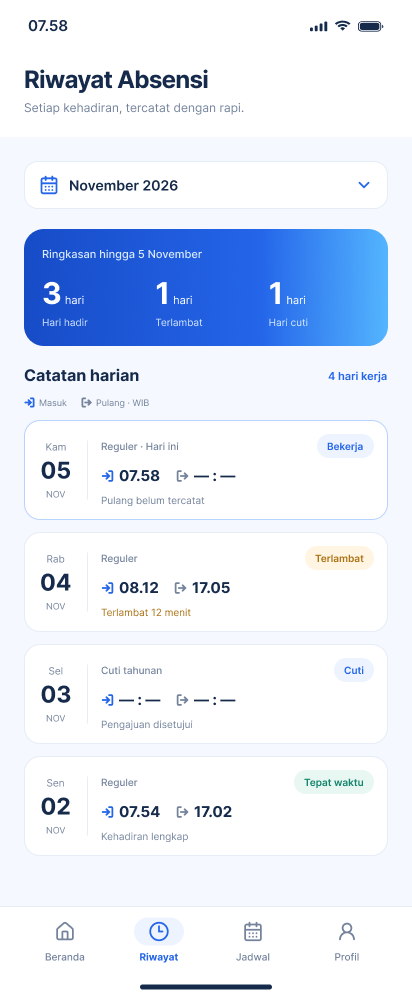 07.58
Riwayat Absensi
Setiap kehadiran, tercatat dengan rapi.
November 2026
Ringkasan hingga 5 November
3 hari 1 hari 1 hari
Hari hadir Terlambat Hari cuti
Catatan harian 4 hari kerja
Masuk Pulang · WIB
Kam Reguler · Hari ini Bekerja
05 07.58 — : —
NOV Pulang belum tercatat
Rab Reguler Terlambat
04 08.12 17.05
NOV Terlambat 12 menit
Sel Cuti tahunan Cuti
03 — : — — : —
NOV Pengajuan disetujui
Sen Reguler Tepat waktu
02 07.54 17.02
NOV Kehadiran lengkap
Beranda Riwayat Jadwal Profil